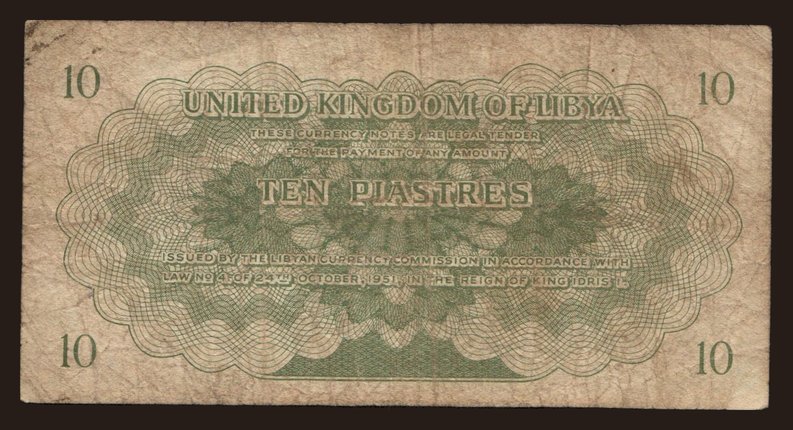 10 10
UNITED KINGDOM OF LIBYA
THESE CURRENCY NOTES ARE LEGAL TENDER
FOR THE PAYMENT OF ANY AMOUNT
TEN PIASTRES
ISSUED BY THE LIBYAN CURRENCY COMMISSION IN ACCORDANCE WITH
LAW No 4, OF 24TH OCTOBER, 1951, IN THE REIGN OF KING IDRIS I.
10 10